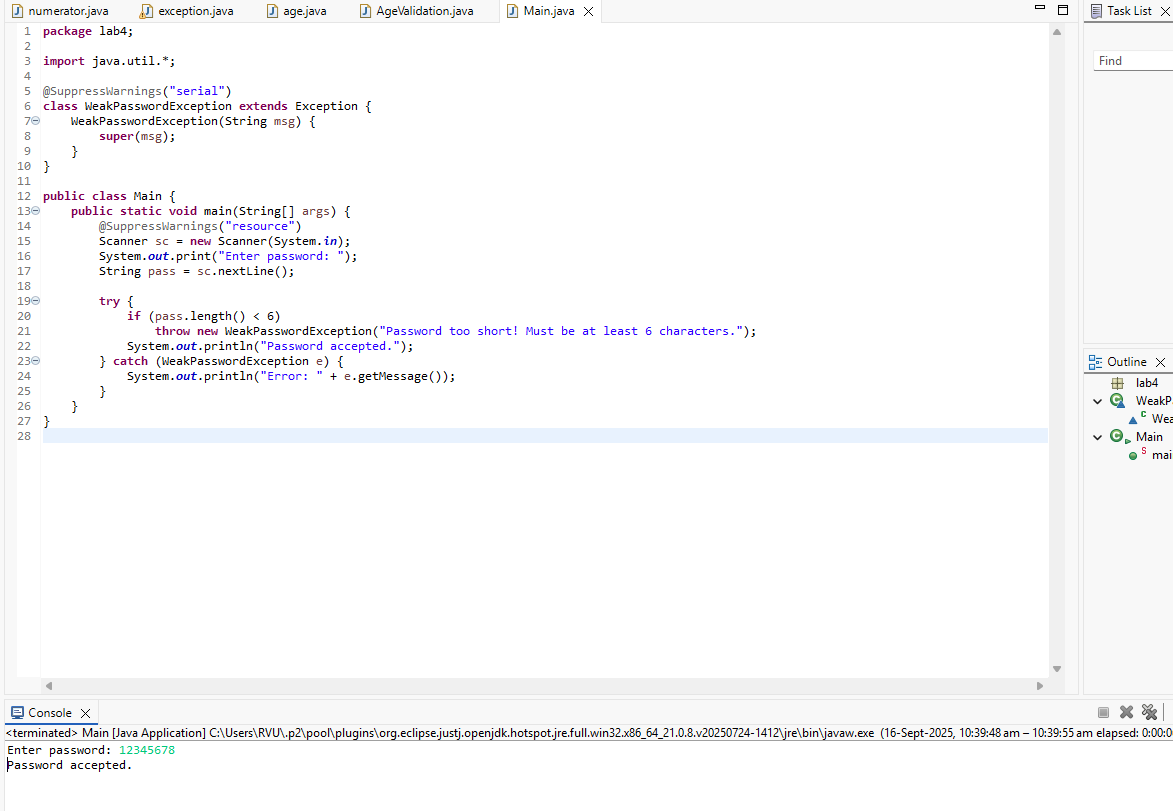 numerator.java exception.java age.java AgeValidation.java Main.java Task List
Find
1 package lab4;
2
3 import java.util.*;
4
5 @SuppressWarnings("serial")
6 class WeakPasswordException extends Exception {
7 WeakPasswordException(String msg) {
8 super(msg);
9 }
10 }
11
12 public class Main {
13 public static void main(String[] args) {
14 @SuppressWarnings("resource")
15 Scanner sc = new Scanner(System.in);
16 System.out.print("Enter password: ");
17 String pass = sc.nextLine();
18
19 try {
20 if (pass.length() < 6)
21 throw new WeakPasswordException("Password too short! Must be at least 6 characters.");
22 System.out.println("Password accepted.");
23 } catch (WeakPasswordException e) {
24 System.out.println("Error: " + e.getMessage());
25 }
26 }
27 }
28
Outline
lab4
WeakP
Wea
Main
mai
Console
<terminated> Main [Java Application] C:\Users\RVU\.p2\pool\plugins\org.eclipse.justj.openjdk.hotspot.jre.full.win32.x86_64_21.0.8.v20250724-1412\jre\bin\javaw.exe (16-Sept-2025, 10:39:48 am – 10:39:55 am elapsed: 0:00:0
Enter password: 12345678
Password accepted.